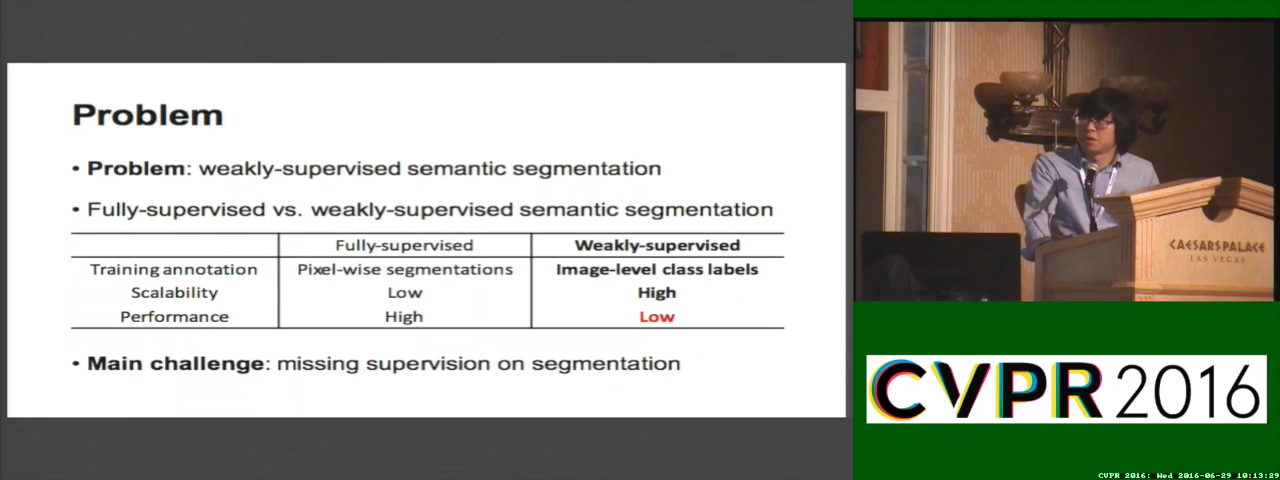 Problem
• Problem: weakly-supervised semantic segmentation
• Fully-supervised vs. weakly-supervised semantic segmentation
Fully-supervised Weakly-supervised
Training annotation Pixel-wise segmentations Image-level class labels
Scalability Low High
Performance High Low
• Main challenge: missing supervision on segmentation
CAESARS PALACE
LAS VEGAS
CVPR 2016
CVPR 2016: Wed 2016-06-29 10:13:29